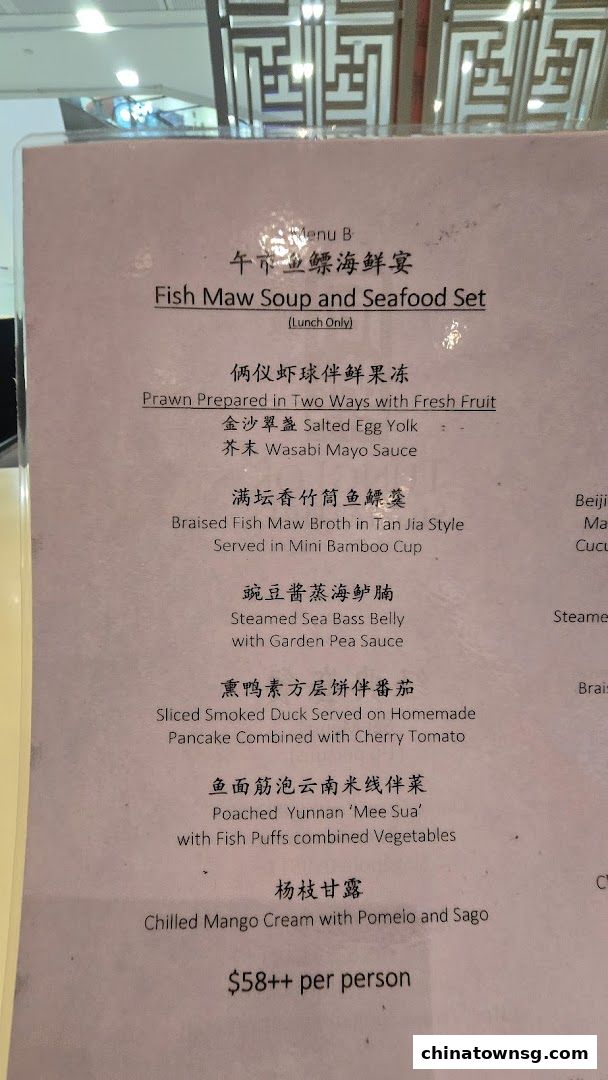 Menu B
午市鱼鳔海鲜宴
Fish Maw Soup and Seafood Set
(Lunch Only)
俩仪虾球伴鲜果冻
Prawn Prepared in Two Ways with Fresh Fruit
金沙翠盏 Salted Egg Yolk
芥末 Wasabi Mayo Sauce
满坛香竹筒鱼鳔羹
Braised Fish Maw Broth in Tan Jia Style
Served in Mini Bamboo Cup
豌豆酱蒸海鲈腩
Steamed Sea Bass Belly
with Garden Pea Sauce
熏鸭素方层饼伴番茄
Sliced Smoked Duck Served on Homemade
Pancake Combined with Cherry Tomato
鱼面筋泡云南米线伴菜
Poached Yunnan ‘Mee Sua’
with Fish Puffs combined Vegetables
杨枝甘露
Chilled Mango Cream with Pomelo and Sago
$58++ per person
Beiji
Ma
Cucu
Steame
Brais
chinatownsg.com